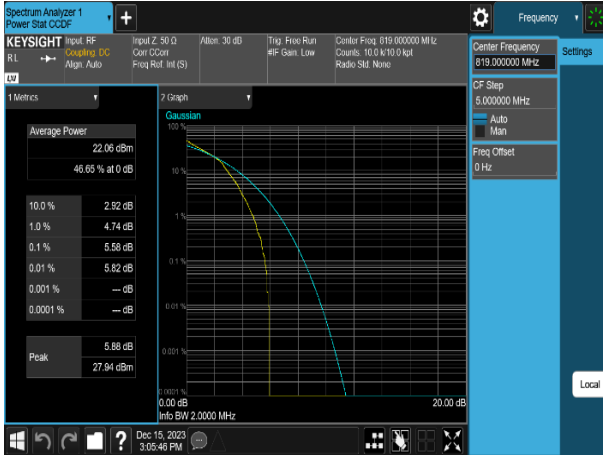 Spectrum Analyzer 1
Power Stat CCDF
+
Frequency
KEYSIGHT
Input: RF
Input Z: 50 Ω
Atten: 30 dB
Trig: Free Run
Center Freq: 819.000000 MHz
RL
Coupling: DC
Corr CCorr
#IF Gain: Low
Counts: 10.0 k/10.0 kpt
Align: Auto
Freq Ref: Int (S)
Radio Std: None
LXI
Center Frequency
819.000000 MHz
Settings
CF Step
5.000000 MHz
Auto
Man
Freq Offset
0 Hz
1 Metrics
2 Graph
Average Power
22.06 dBm
46.65 % at 0 dB
10.0 % 2.92 dB
1.0 % 4.74 dB
0.1 % 5.58 dB
0.01 % 5.82 dB
0.001 % --- dB
0.0001 % --- dB
Peak
5.88 dB
27.94 dBm
Gaussian
100 %
10 %
1 %
0.1 %
0.01 %
0.001 %
0.0001 %
0.00 dB
20.00 dB
Info BW 2.0000 MHz
Local
?
Dec 15, 2023
3:05:46 PM